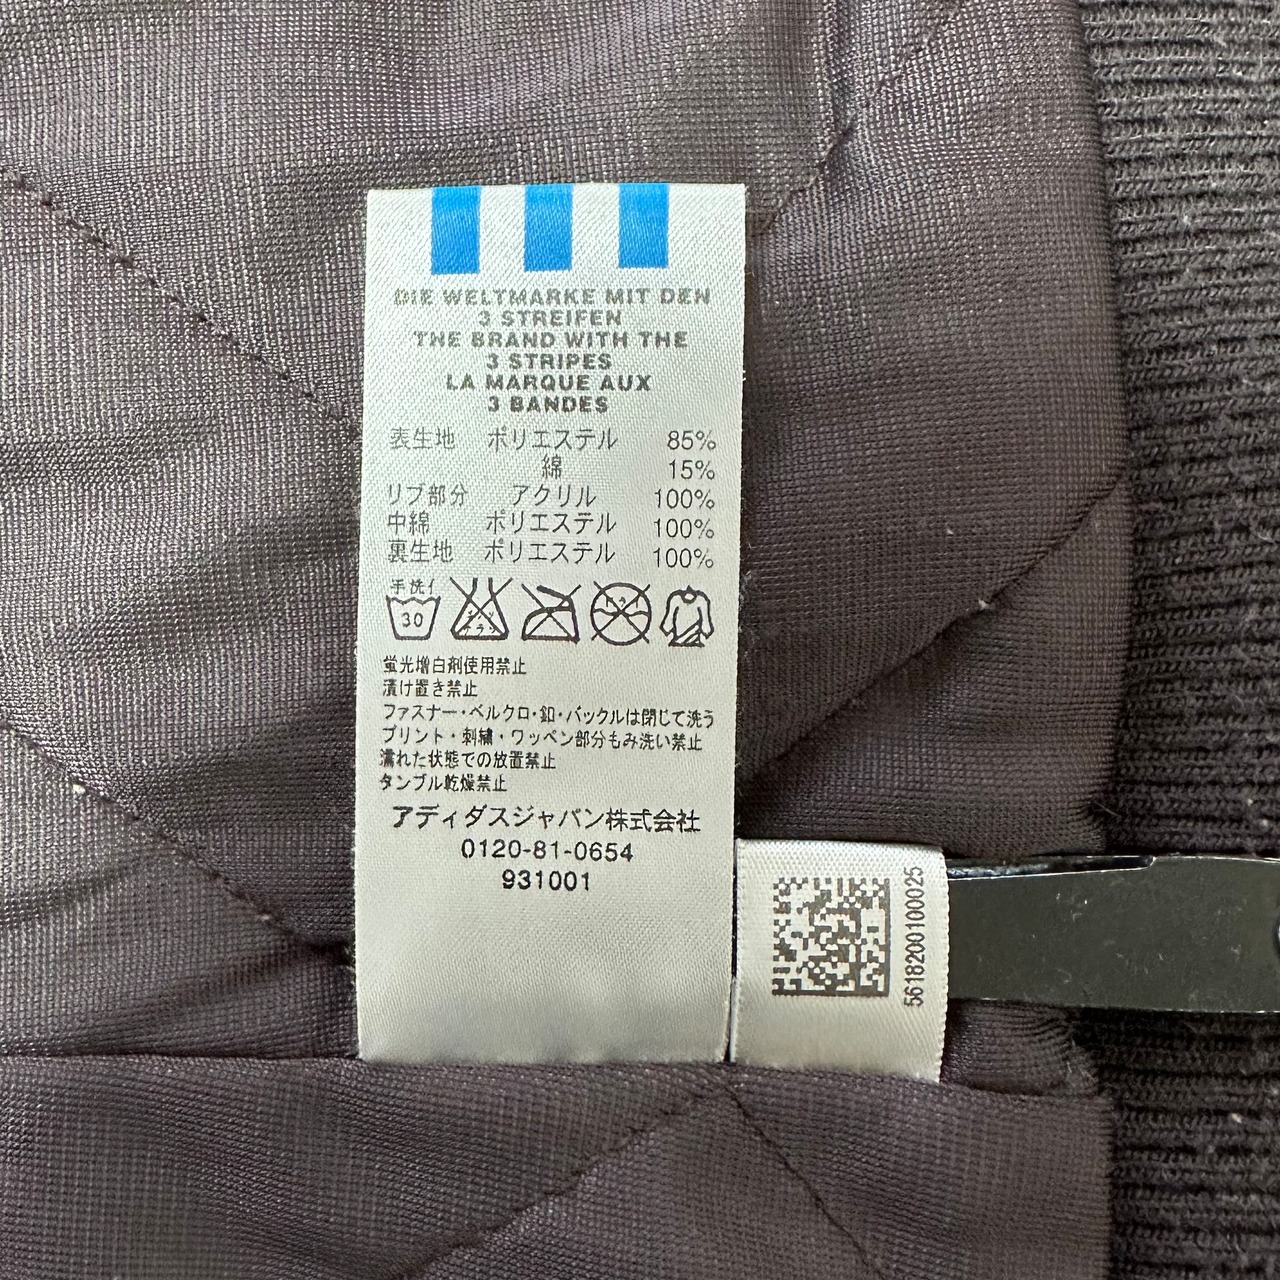 DIE WELTMARKE MIT DEN
3 STREIFEN
THE BRAND WITH THE
3 STRIPES
LA MARQUE AUX
3 BANDES
表生地 ポリエステル 85%
綿 15%
リブ部分 アクリル 100%
中綿 ポリエステル 100%
裏生地 ポリエステル 100%
手洗イ
30
蛍光増白剤使用禁止
漬け置き禁止
ファスナー・ベルクロ・釦・バックルは閉じて洗う
プリント・刺繍・ワッペン部分もみ洗い禁止
濡れた状態での放置禁止
タンブル乾燥禁止
アディダスジャパン株式会社
0120-81-0654
931001
5618200100025